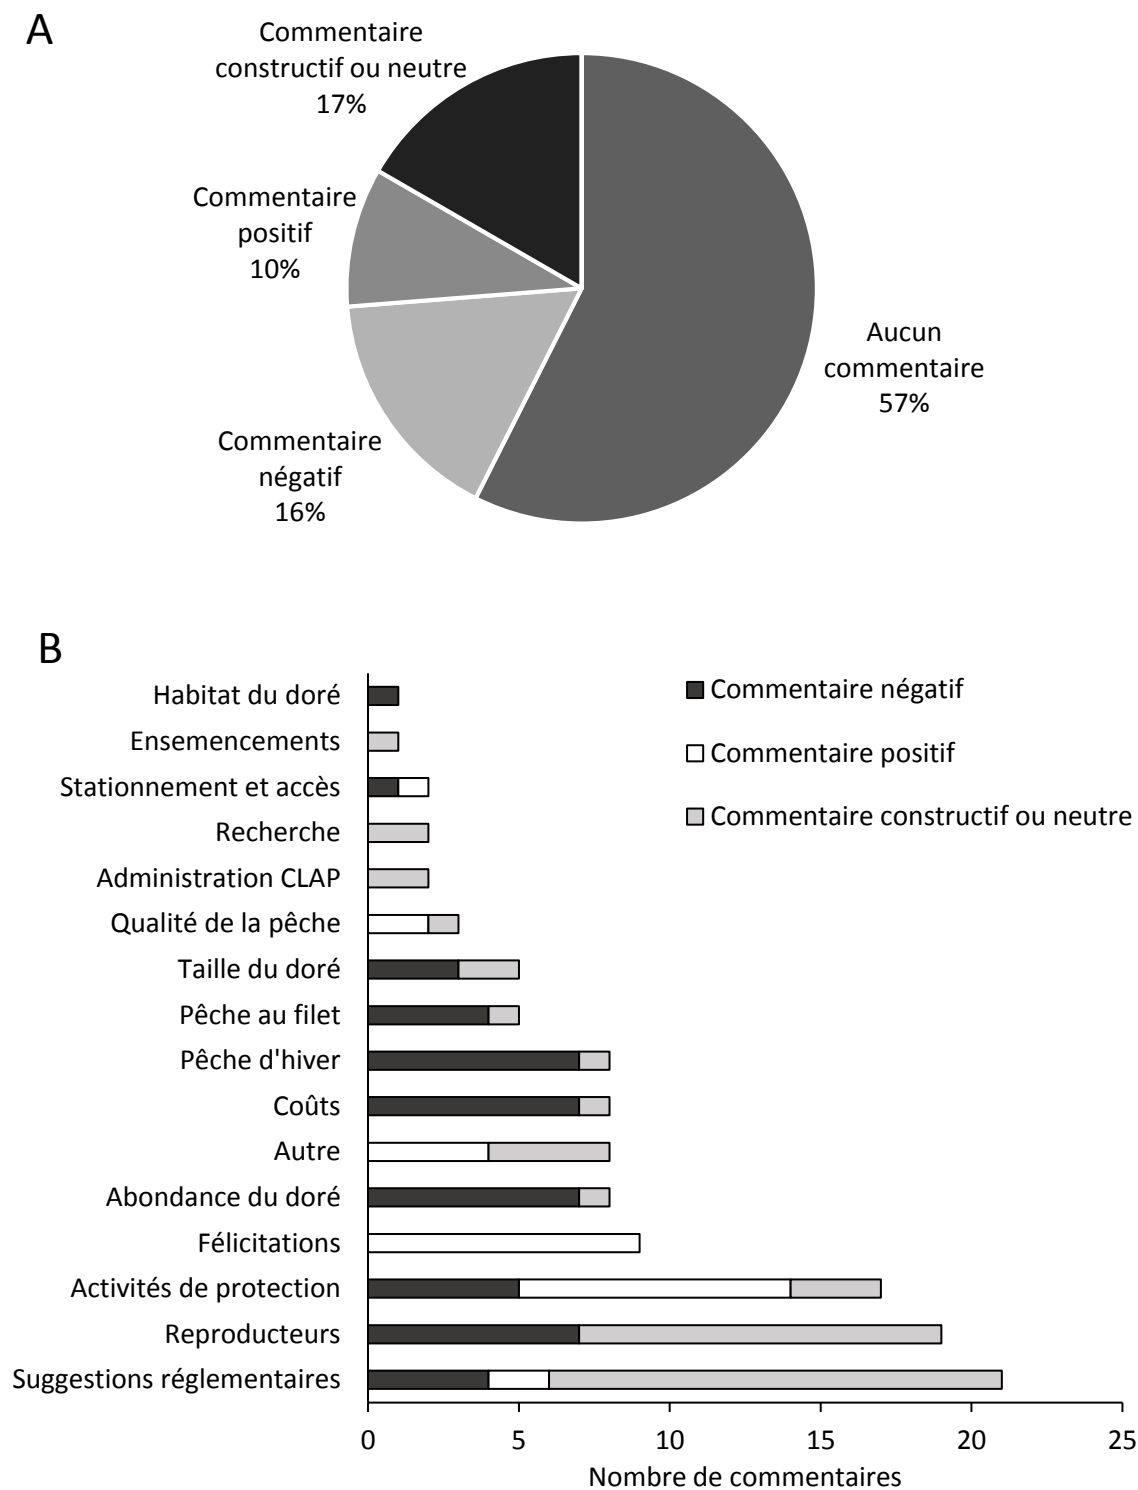 A
Commentaire
constructif ou neutre
17%
Commentaire
positif
10%
Aucun
commentaire
57%
Commentaire
négatif
16%
B
Habitat du doré
Ensemencements
Stationnement et accès
Recherche
Administration CLAP
Qualité de la pêche
Taille du doré
Pêche au filet
Pêche d'hiver
Coûts
Autre
Abondance du doré
Félicitations
Activités de protection
Reproducteurs
Suggestions réglementaires
Commentaire négatif
Commentaire positif
Commentaire constructif ou neutre
0 5 10 15 20 25
Nombre de commentaires